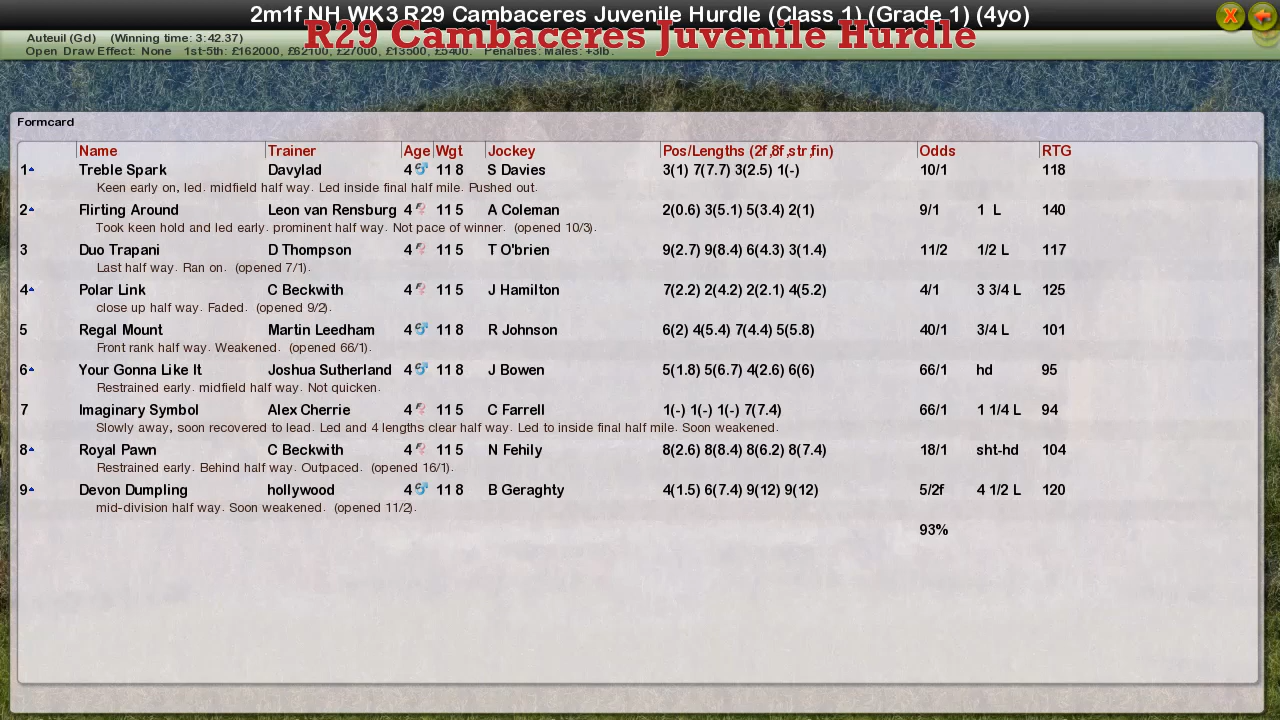 2m1f NH WK3 R29 Cambaceres Juvenile Hurdle (Class 1) (Grade 1) (4yo)
R29 Cambaceres Juvenile Hurdle
Auteuil (Gd) (Winning time: 3:42.37)
Open Draw Effect: None 1st-5th: £162000, £62100, £27000, £13500, £5400. Penalties: Males: +3lb.
Formcard
Name Trainer Age Wgt Jockey Pos/Lengths (2f,8f,str,fin) Odds RTG
1 Treble Spark Davylad 4 11 8 S Davies 3(1) 7(7.7) 3(2.5) 1(-) 10/1 118
Keen early on, led. midfield half way. Led inside final half mile. Pushed out.
2 Flirting Around Leon van Rensburg 4 11 5 A Coleman 2(0.6) 3(5.1) 5(3.4) 2(1) 9/1 1 L 140
Took keen hold and led early. prominent half way. Not pace of winner. (opened 10/3).
3 Duo Trapani D Thompson 4 11 5 T O'brien 9(2.7) 9(8.4) 6(4.3) 3(1.4) 11/2 1/2 L 117
Last half way. Ran on. (opened 7/1).
4 Polar Link C Beckwith 4 11 5 J Hamilton 7(2.2) 2(4.2) 2(2.1) 4(5.2) 4/1 3 3/4 L 125
close up half way. Faded. (opened 9/2).
5 Regal Mount Martin Leedham 4 11 8 R Johnson 6(2) 4(5.4) 7(4.4) 5(5.8) 40/1 3/4 L 101
Front rank half way. Weakened. (opened 66/1).
6 Your Gonna Like It Joshua Sutherland 4 11 8 J Bowen 5(1.8) 5(6.7) 4(2.6) 6(6) 66/1 hd 95
Restrained early. midfield half way. Not quicken.
7 Imaginary Symbol Alex Cherrie 4 11 5 C Farrell 1(-) 1(-) 1(-) 7(7.4) 66/1 1 1/4 L 94
Slowly away, soon recovered to lead. Led and 4 lengths clear half way. Led to inside final half mile. Soon weakened.
8 Royal Pawn C Beckwith 4 11 5 N Fehily 8(2.6) 8(8.4) 8(6.2) 8(7.4) 18/1 sht-hd 104
Restrained early. Behind half way. Outpaced. (opened 16/1).
9 Devon Dumpling hollywood 4 11 8 B Geraghty 4(1.5) 6(7.4) 9(12) 9(12) 5/2f 4 1/2 L 120
mid-division half way. Soon weakened. (opened 11/2).
93%